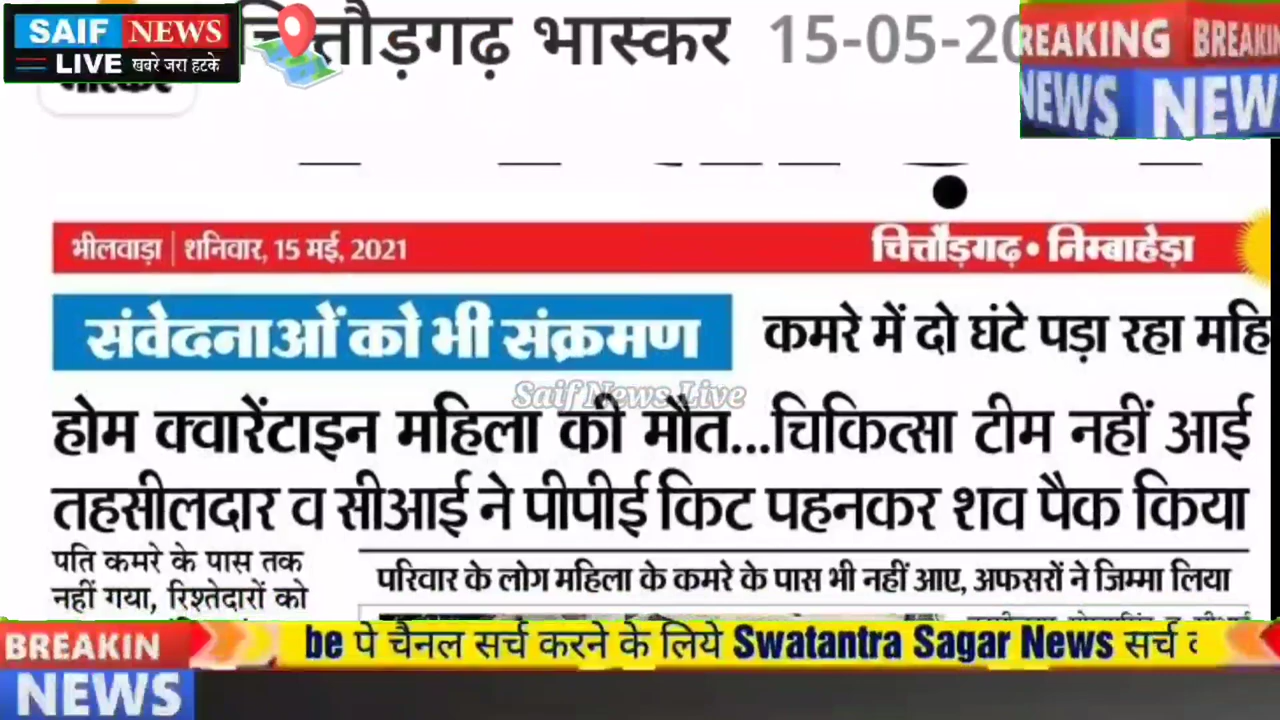 SAIF NEWS
LIVE खबरें जरा हटके
चित्तौड़गढ़ भास्कर 15-05-20
BREAKING BREAKIN
NEWS NEW
भास्कर
भीलवाड़ा | शनिवार, 15 मई, 2021
चित्तौड़गढ़ • निम्बाहेड़ा
संवेदनाओं को भी संक्रमण
कमरे में दो घंटे पड़ा रहा महि
Saif News Live
होम क्वारेंटाइन महिला की मौत...चिकित्सा टीम नहीं आई
तहसीलदार व सीआई ने पीपीई किट पहनकर शव पैक किया
पति कमरे के पास तक
नहीं गया, रिश्तेदारों को
परिवार के लोग महिला के कमरे के पास भी नहीं आए, अफसरों ने जिम्मा लिया
BREAKIN
NEWS
be पे चैनल सर्च करने के लिये Swatantra Sagar News सर्च